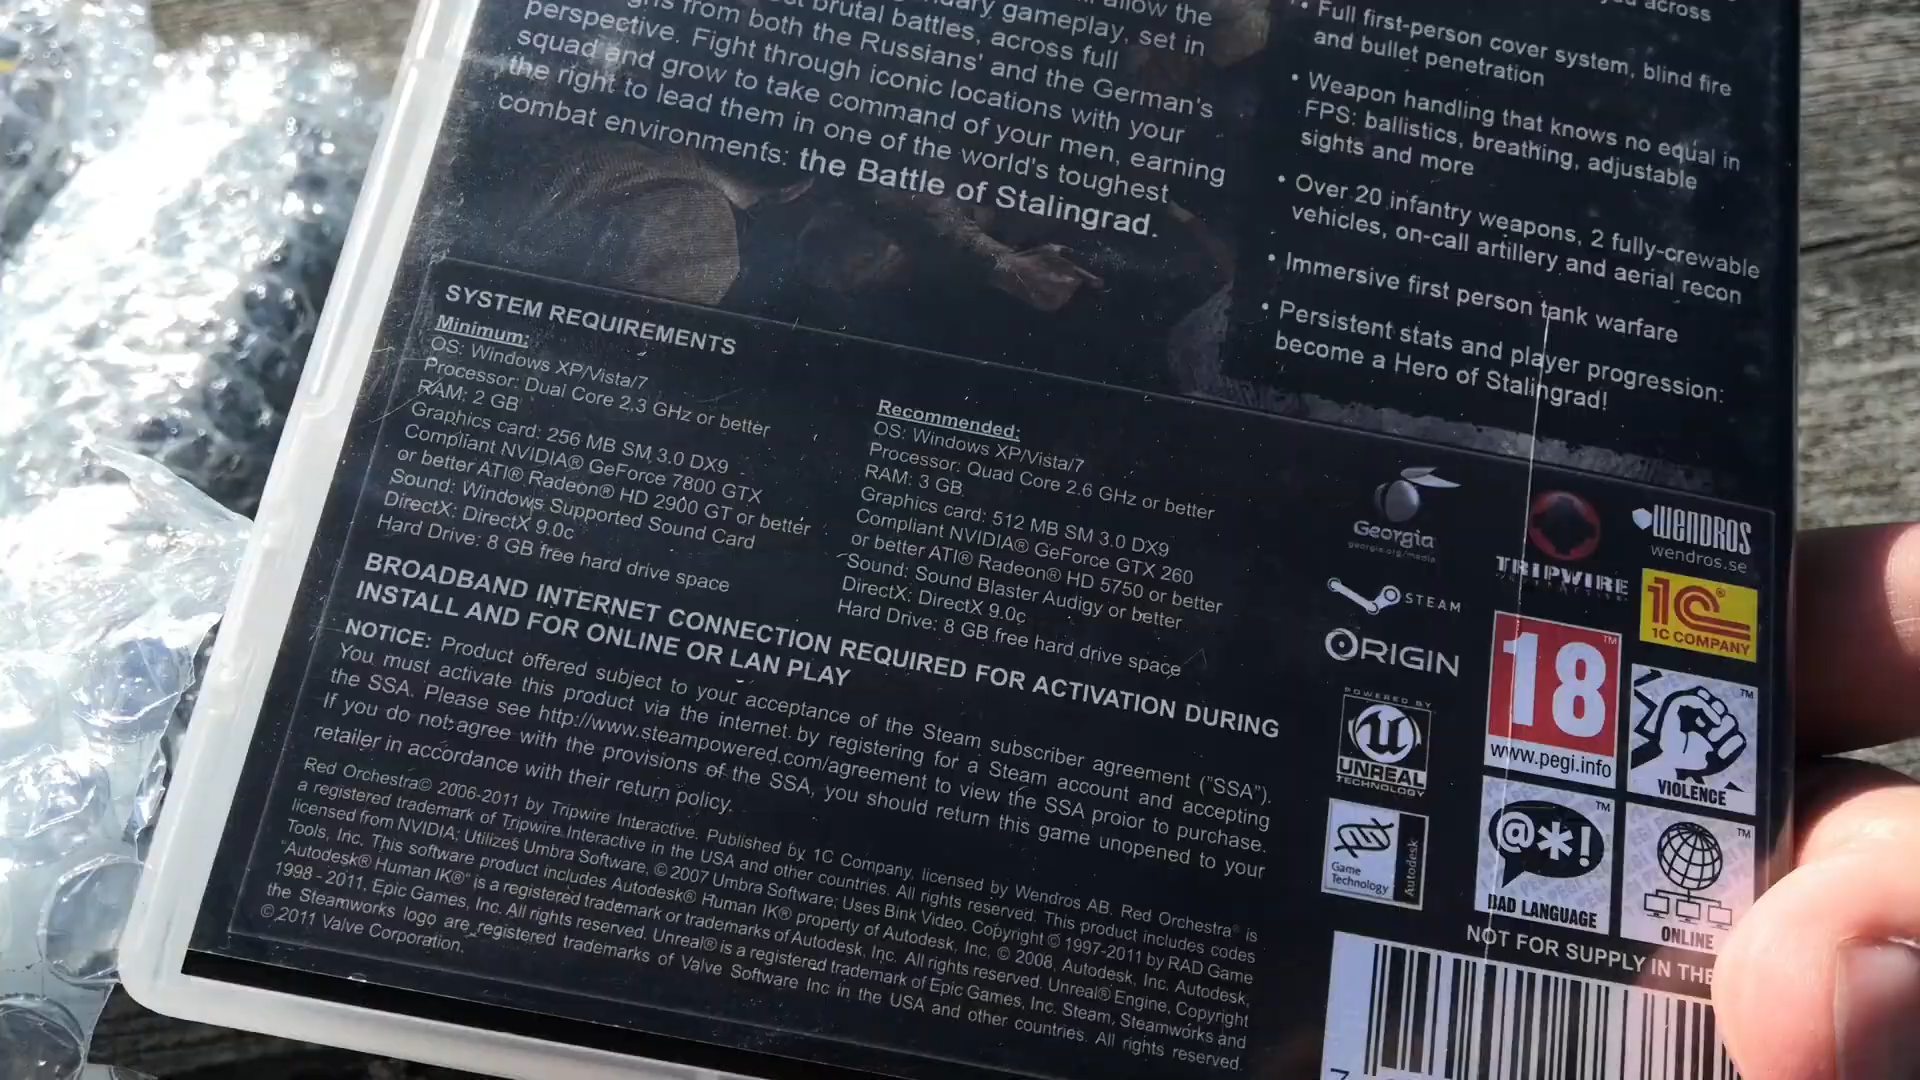 allow the
brutal battles, across full
gameplay, set in
from both the Russians' and the German's
perspective. Fight through iconic locations with your
squad and grow to take command of your men, earning
the right to lead them in one of the world's toughest
combat environments: the Battle of Stalingrad.
across
• Full first-person cover system, blind fire
and bullet penetration
• Weapon handling that knows no equal in
FPS: ballistics, breathing, adjustable
sights and more
• Over 20 infantry weapons, 2 fully-crewable
vehicles, on-call artillery and aerial recon
• Immersive first person tank warfare
• Persistent stats and player progression:
become a Hero of Stalingrad!
SYSTEM REQUIREMENTS
Minimum:
OS: Windows XP/Vista/7
Processor: Dual Core 2.3 GHz or better
RAM: 2 GB
Graphics card: 256 MB SM 3.0 DX9
Compliant NVIDIA® GeForce 7800 GTX
or better ATI® Radeon® HD 2900 GT or better
Sound: Windows Supported Sound Card
DirectX: DirectX 9.0c
Hard Drive: 8 GB free hard drive space
Recommended:
OS: Windows XP/Vista/7
Processor: Quad Core 2.6 GHz or better
RAM: 3 GB
Graphics card: 512 MB SM 3.0 DX9
Compliant NVIDIA® GeForce GTX 260
or better ATI® Radeon® HD 5750 or better
Sound: Sound Blaster Audigy or better
DirectX: DirectX 9.0c
Hard Drive: 8 GB free hard drive space
BROADBAND INTERNET CONNECTION REQUIRED FOR ACTIVATION DURING
INSTALL AND FOR ONLINE OR LAN PLAY
NOTICE: Product offered subject to your acceptance of the Steam subscriber agreement ("SSA").
You must activate this product via the internet by registering for a Steam account and accepting
the SSA. Please see http://www.steampowered.com/agreement to view the SSA proior to purchase.
If you do not agree with the provisions of the SSA, you should return this game unopened to your
retailer in accordance with their return policy.
Red Orchestra© 2006-2011 by Tripwire Interactive. Published by 1C Company, licensed by Wendros AB. Red Orchestra® is
a registered trademark of Tripwire Interactive in the USA and other countries. All rights reserved. This product includes codes
licensed from NVIDIA; Utilizes Umbra Software, © 2007 Umbra Software; Uses Bink Video. Copyright © 1997-2011 by RAD Game
Tools, Inc. This software product includes Autodesk® Human IK® property of Autodesk, Inc. © 2008, Autodesk, Inc. Autodesk,
"Autodesk® Human IK®" is a registered trademark or trademarks of Autodesk, Inc. All rights reserved. Unreal® Engine, Copyright
1998 - 2011, Epic Games, Inc. All rights reserved. Unreal® is a registered trademark of Epic Games, Inc. Steam, Steamworks and
the Steamworks logo are registered trademarks of Valve Software Inc in the USA and other countries. All rights reserved.
© 2011 Valve Corporation.
Georgia
georgia.org/media
TRIPWIRE
WENDROS
wendros.se
STEAM
ORIGIN
1C®
1C COMPANY
POWERED BY
UNREAL
TECHNOLOGY
18™
www.pegi.info
™
VIOLENCE
Game
Technology
Autodesk
™
@*!
BAD LANGUAGE
™
ONLINE
NOT FOR SUPPLY IN THE